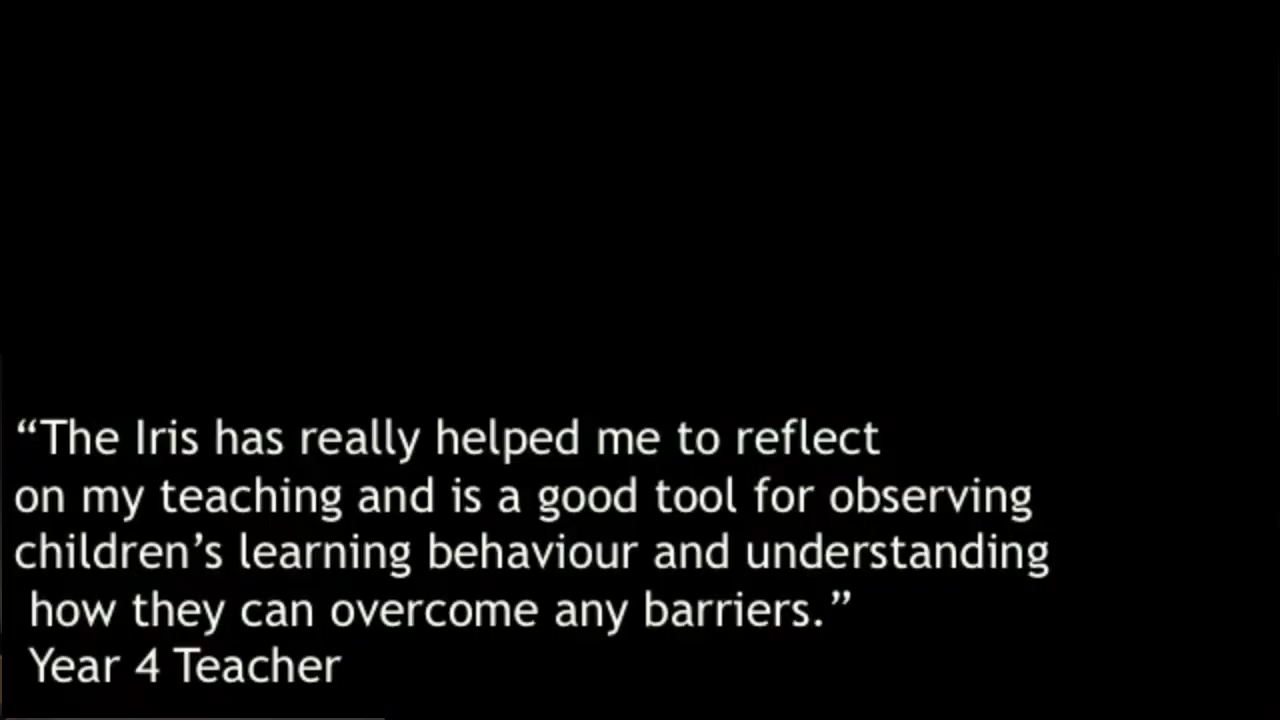 “The Iris has really helped me to reflect
on my teaching and is a good tool for observing
children’s learning behaviour and understanding
how they can overcome any barriers.”
Year 4 Teacher